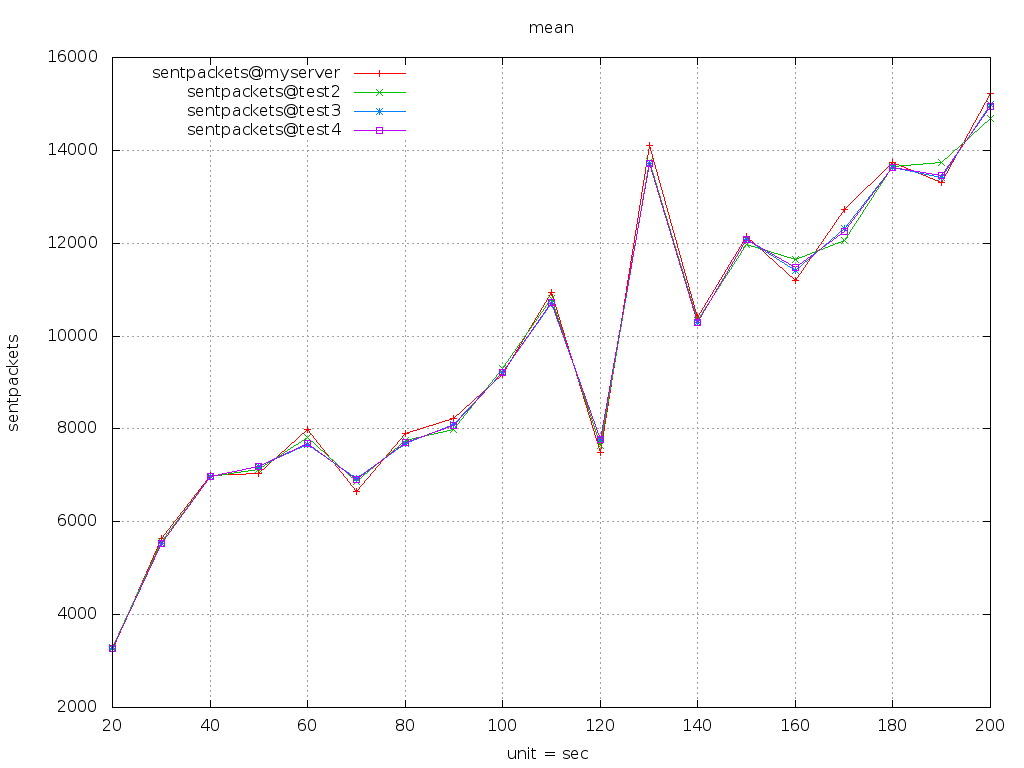 mean
16000
sentpackets@myserver
sentpackets@test2
sentpackets@test3
sentpackets@test4
14000
12000
10000
8000
6000
4000
2000
sentpackets
20 40 60 80 100 120 140 160 180 200
unit = sec